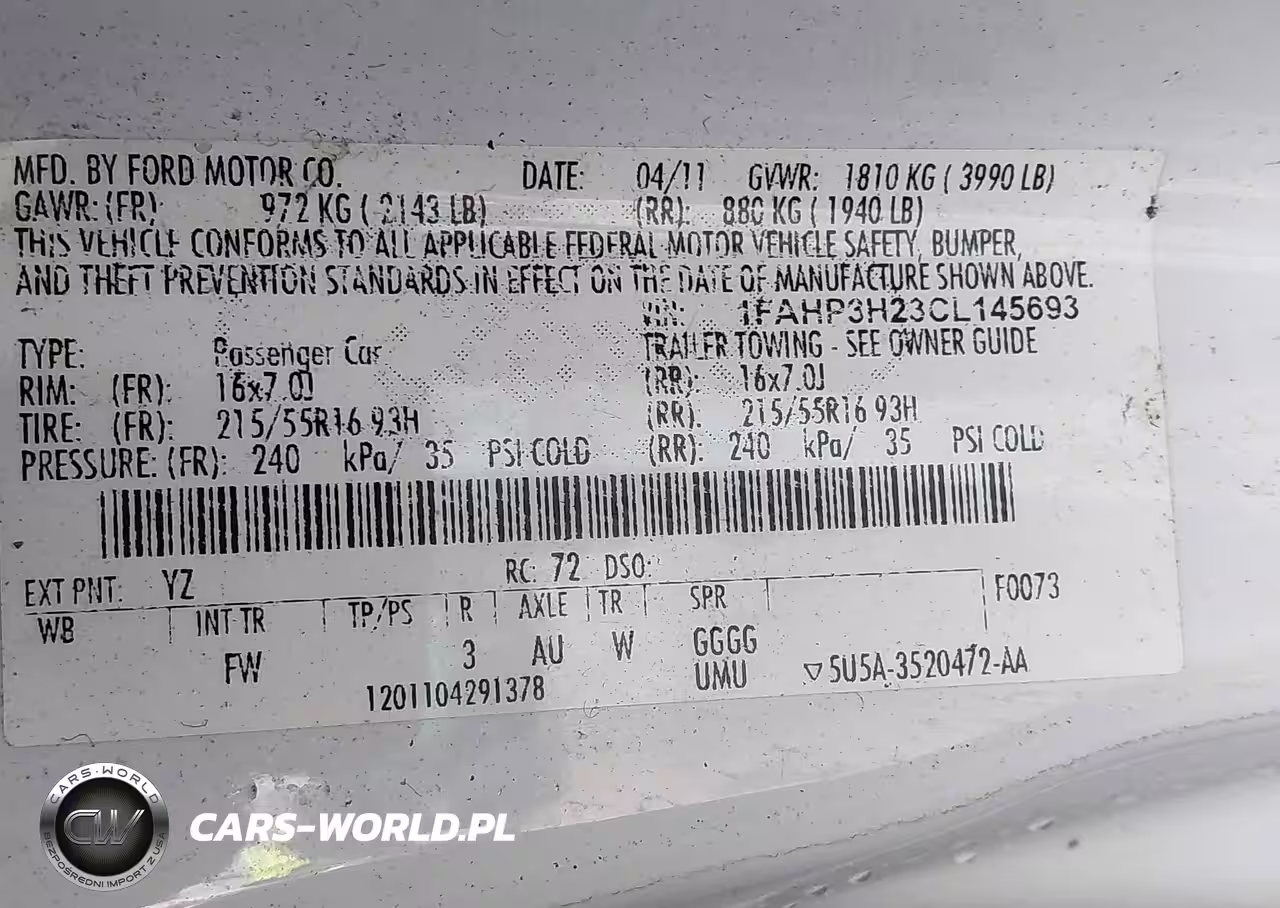 MFD. BY FORD MOTOR CO. DATE: 04/11 GVWR: 1810 KG ( 3990 LB)
GAWR: (FR): 972 KG ( 2143 LB) (RR): 880 KG ( 1940 LB)
THIS VEHICLE CONFORMS TO ALL APPLICABLE FEDERAL MOTOR VEHICLE SAFETY, BUMPER,
AND THEFT PREVENTION STANDARDS IN EFFECT ON THE DATE OF MANUFACTURE SHOWN ABOVE.
VIN: 1FAHP3H23CL145693
TYPE: Passenger Car TRAILER TOWING - SEE OWNER GUIDE
RIM: (FR): 16x7.0J (RR): 16x7.0J
TIRE: (FR): 215/55R16 93H (RR): 215/55R16 93H
PRESSURE: (FR): 240 kPa/ 35 PSI COLD (RR): 240 kPa/ 35 PSI COLD
EXT PNT: YZ RC: 72 DSO:
WB INT TR TP/PS R AXLE TR SPR F0073
FW 3 AU W GGGG
UMU ▽5U5A-3520472-AA
1201104291378
CARS-WORLD
CW
BEZPOŚREDNI IMPORT Z USA
CARS-WORLD.PL